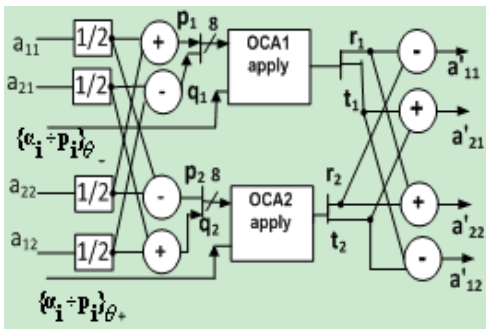 a11 1/2 + p1 8 OCA1 apply r1 - a'11
a21 1/2 - q1 t1 + a'21
{αi ÷ pi}θ-
a22 1/2 - p2 8 OCA2 apply r2 + a'22
a12 1/2 + q2 t2 - a'12
{αi ÷ pi}θ+